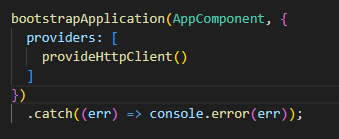 bootstrapApplication(AppComponent, {
  providers: [
    provideHttpClient()
  ]
})
  .catch((err) => console.error(err));